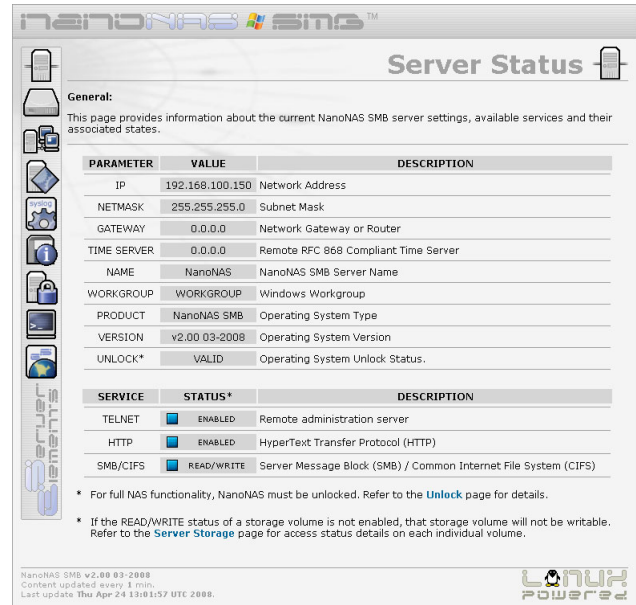 nanoNAS SMB™
Server Status
General:
This page provides information about the current NanoNAS SMB server settings, available services and their
associated states.
PARAMETER VALUE DESCRIPTION
IP 192.168.100.150 Network Address
NETMASK 255.255.255.0 Subnet Mask
GATEWAY 0.0.0.0 Network Gateway or Router
TIME SERVER 0.0.0.0 Remote RFC 868 Compliant Time Server
NAME NanoNAS NanoNAS SMB Server Name
WORKGROUP WORKGROUP Windows Workgroup
PRODUCT NanoNAS SMB Operating System Type
VERSION v2.00 03-2008 Operating System Version
UNLOCK* VALID Operating System Unlock Status.
SERVICE STATUS* DESCRIPTION
TELNET ENABLED Remote administration server
HTTP ENABLED HyperText Transfer Protocol (HTTP)
SMB/CIFS READ/WRITE Server Message Block (SMB) / Common Internet File System (CIFS)
* For full NAS functionality, NanoNAS must be unlocked. Refer to the Unlock page for details.
* If the READ/WRITE status of a storage volume is not enabled, that storage volume will not be writable.
Refer to the Server Storage page for access status details on each individual volume.
syslog
server elements
NanoNAS SMB v2.00 03-2008
Content updated every 1 min.
Last update Thu Apr 24 13:01:57 UTC 2008.
LINUX
powered